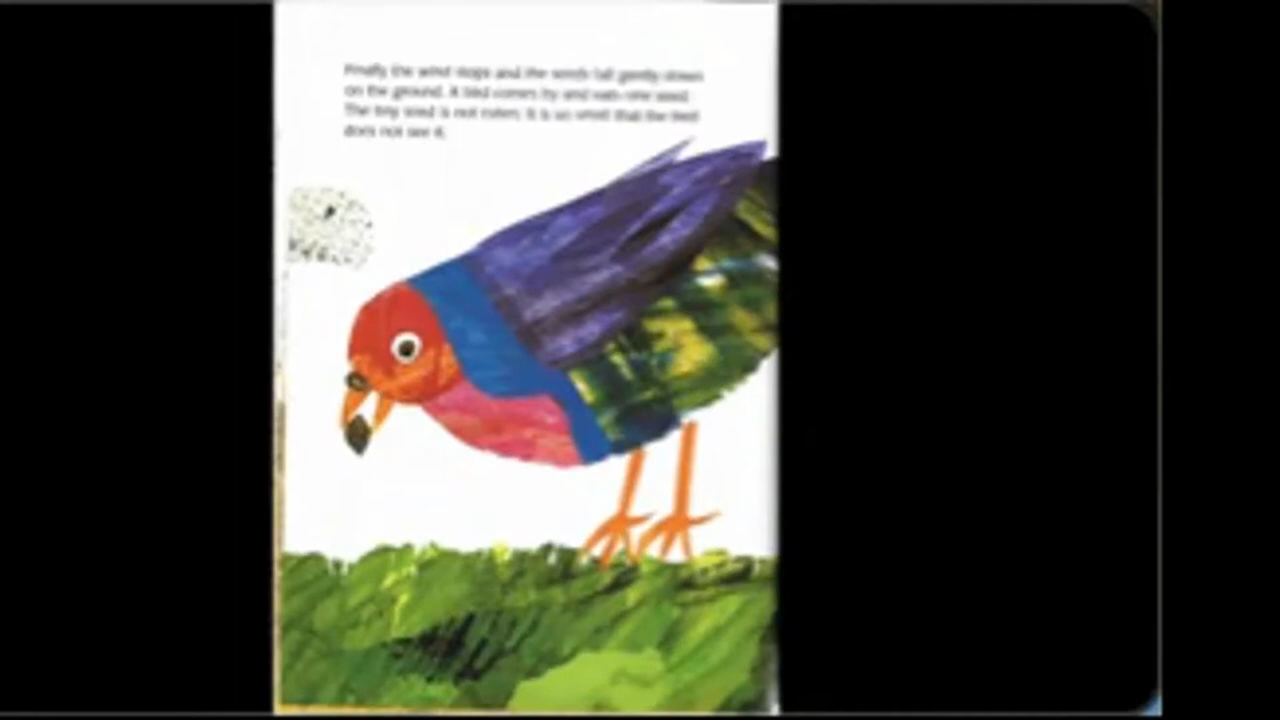 Finally the wind stops and the seeds fall gently down
on the ground. A bird comes by and eats one seed.
The tiny seed is not eaten. It is so small that the bird
does not see it.